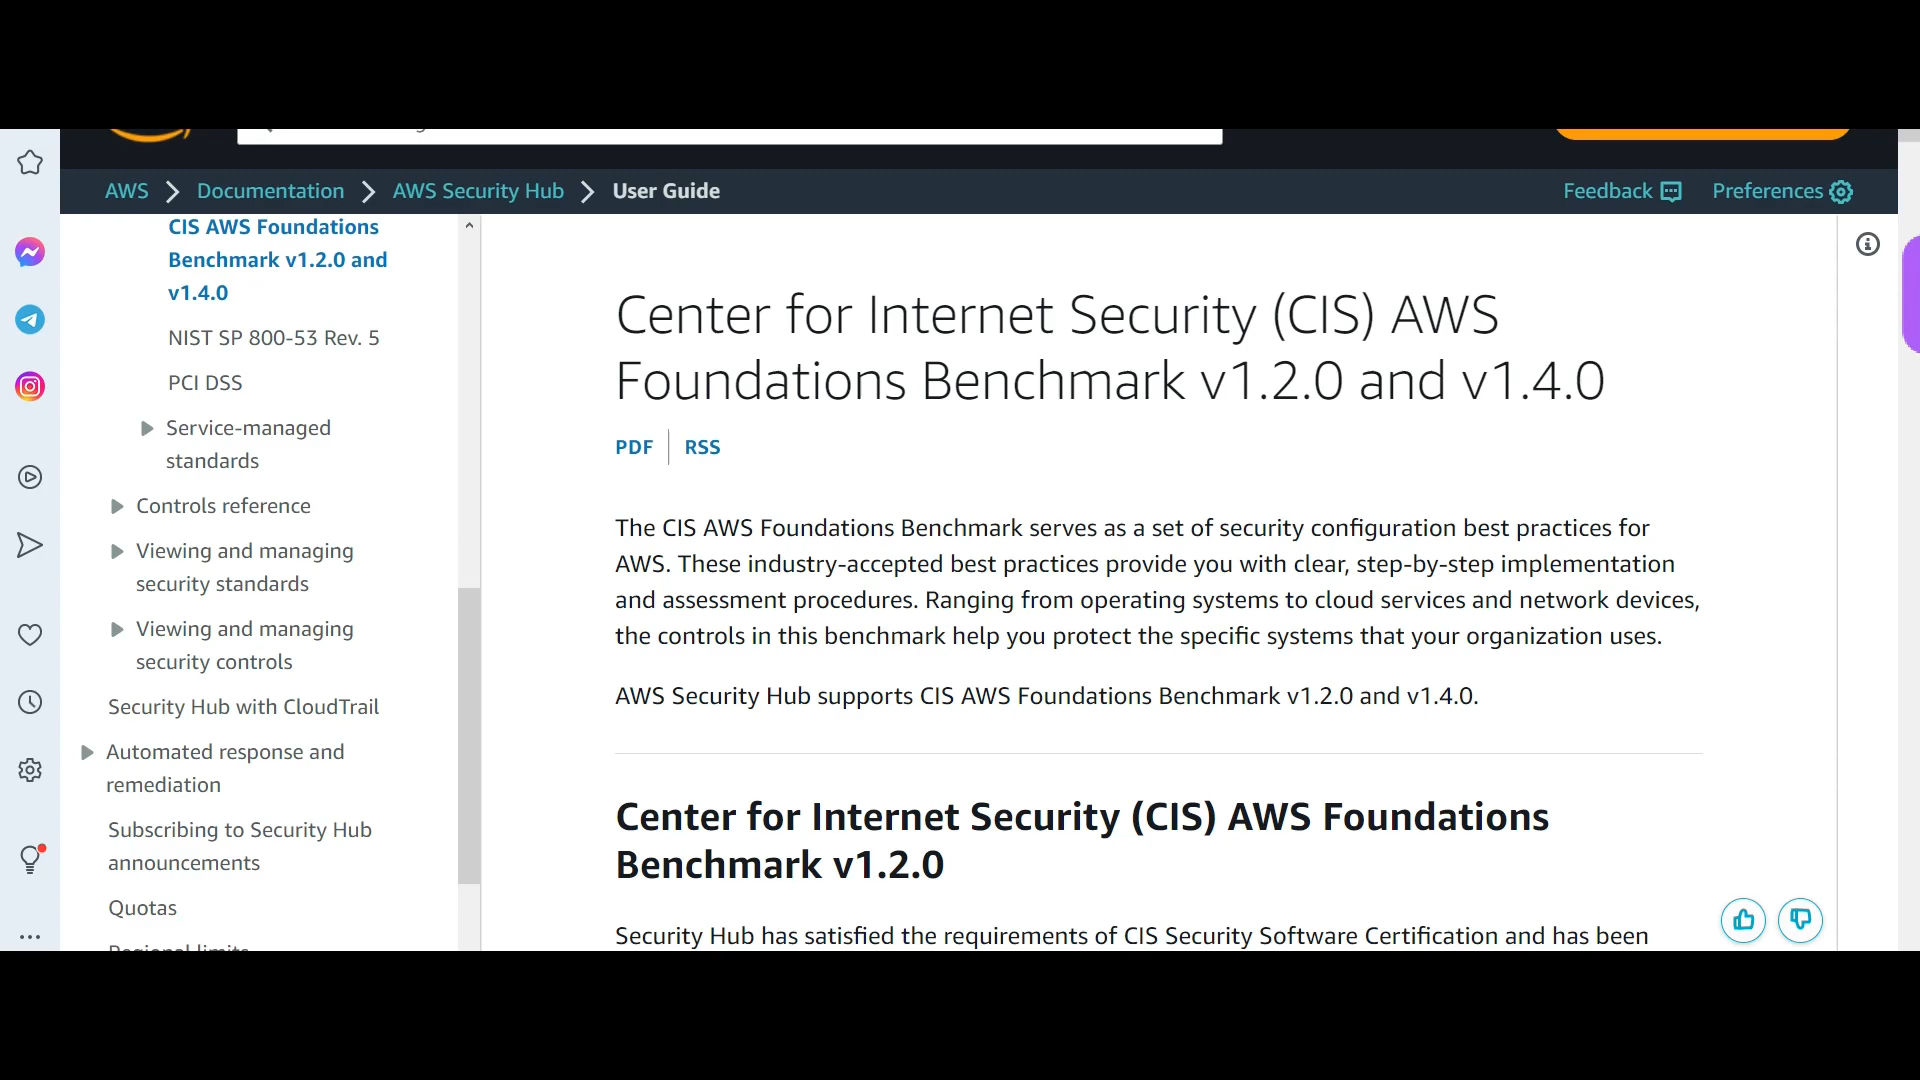 AWS > Documentation > AWS Security Hub > User Guide
Feedback
Preferences
CIS AWS Foundations
Benchmark v1.2.0 and
v1.4.0
NIST SP 800-53 Rev. 5
PCI DSS
Service-managed
standards
Controls reference
Viewing and managing
security standards
Viewing and managing
security controls
Security Hub with CloudTrail
Automated response and
remediation
Subscribing to Security Hub
announcements
Quotas
Regional limits
Center for Internet Security (CIS) AWS
Foundations Benchmark v1.2.0 and v1.4.0
PDF | RSS
The CIS AWS Foundations Benchmark serves as a set of security configuration best practices for
AWS. These industry-accepted best practices provide you with clear, step-by-step implementation
and assessment procedures. Ranging from operating systems to cloud services and network devices,
the controls in this benchmark help you protect the specific systems that your organization uses.
AWS Security Hub supports CIS AWS Foundations Benchmark v1.2.0 and v1.4.0.
Center for Internet Security (CIS) AWS Foundations
Benchmark v1.2.0
Security Hub has satisfied the requirements of CIS Security Software Certification and has been